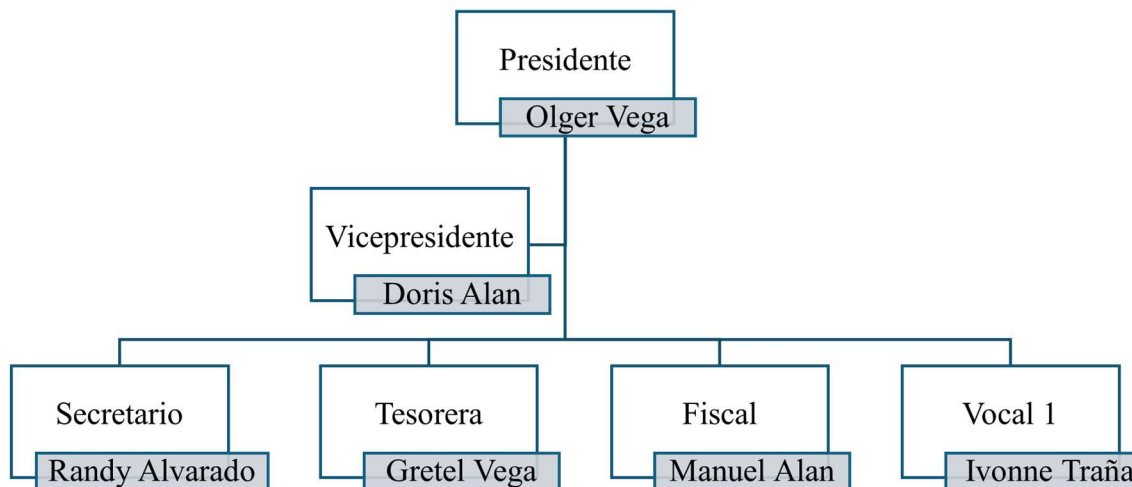 Presidente
Olger Vega
Vicepresidente
Doris Alan
Secretario
Randy Alvarado
Tesorera
Gretel Vega
Fiscal
Manuel Alan
Vocal 1
Ivonne Traña